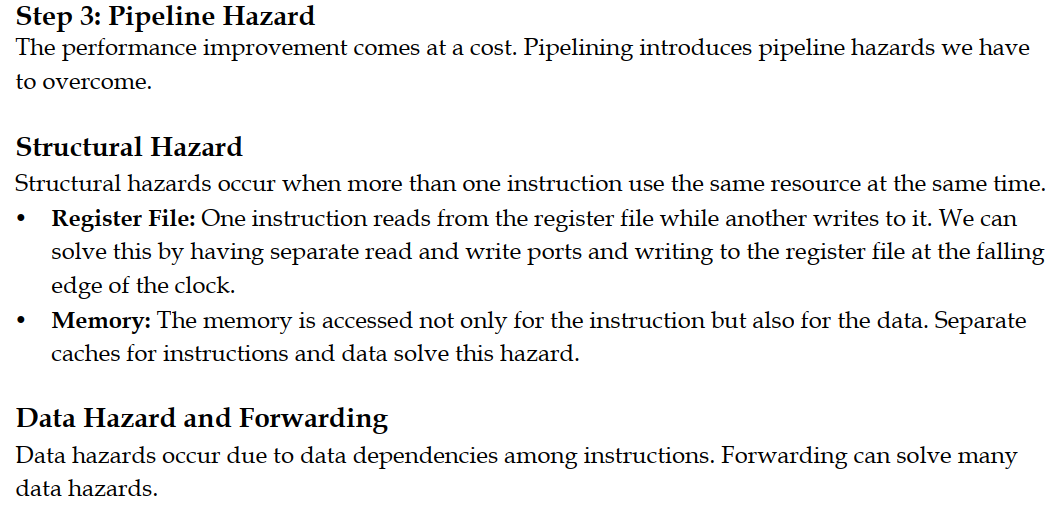 Step 3: Pipeline Hazard
The performance improvement comes at a cost. Pipelining introduces pipeline hazards we have
to overcome.
Structural Hazard
Structural hazards occur when more than one instruction use the same resource at the same time.
• Register File: One instruction reads from the register file while another writes to it. We can
solve this by having separate read and write ports and writing to the register file at the falling
edge of the clock.
• Memory: The memory is accessed not only for the instruction but also for the data. Separate
caches for instructions and data solve this hazard.
Data Hazard and Forwarding
Data hazards occur due to data dependencies among instructions. Forwarding can solve many
data hazards.